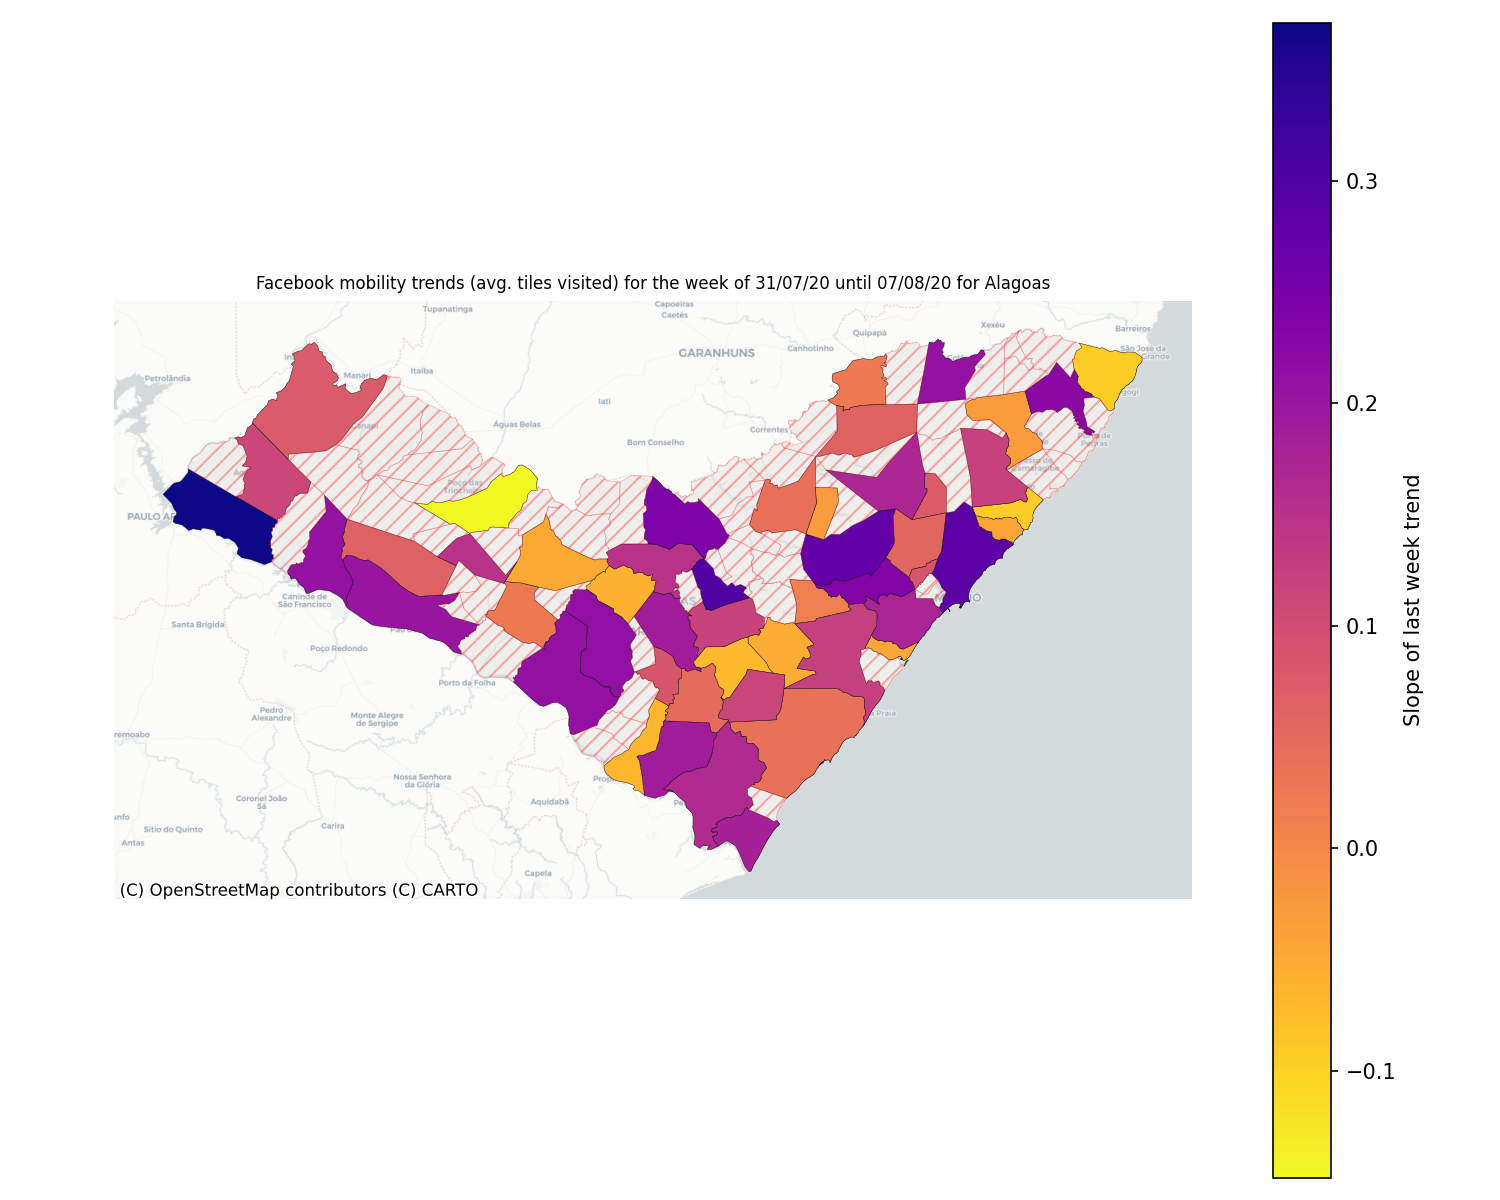 Facebook mobility trends (avg. tiles visited) for the week of 31/07/20 until 07/08/20 for Alagoas
Tupanatinga
Capoeiras
Caetés
Xexéu
Quipapá
Barreiros
GARANHUNS
Canhotinho
São José da
Grande
Itaíba
Manari
Petrolândia
Iati
Águas Belas
Correntes
Bom Conselho
Canapi
Poço das
Trincheiras
PAULO AF
Canindé de
São Francisco
Santa Brígida
Poço Redondo
Porto da Folha
Pedro
Alexandre
Monte Alegre
de Sergipe
a Praia
Nossa Senhora
da Glória
Coronel João
Sá
Aquidabã
Carira
Sítio do Quinto
Antas
Capela
(C) OpenStreetMap contributors (C) CARTO
0.3
0.2
0.1
0.0
−0.1
Slope of last week trend